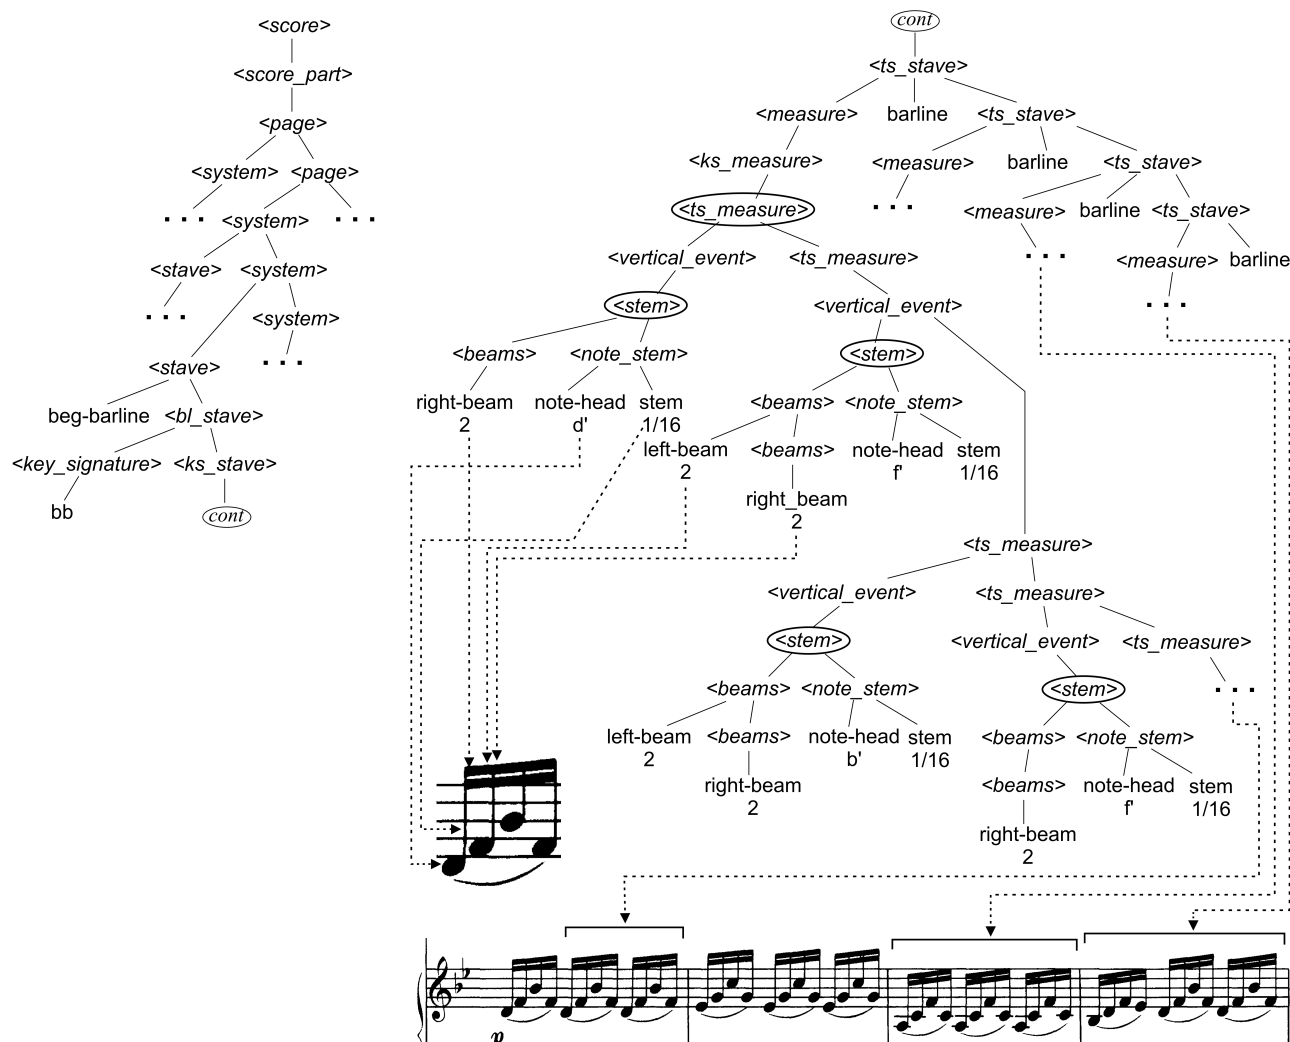 <score>
<score_part>
<page>
<system> <page>
. . . <system> . . .
<stave> <system>
. . . <system>
<stave> . . .
beg-barline <bl_stave>
<key_signature> <ks_stave>
bb cont
cont
<ts_stave>
<measure> barline <ts_stave>
<ks_measure> <measure> barline <ts_stave>
<ts_measure> . . . <measure> barline <ts_stave>
<vertical_event> <ts_measure> . . . <measure> barline
<stem> <vertical_event> . . .
<beams> <note_stem> <stem>
right-beam note-head stem <beams> <note_stem>
2 d' 1/16
left-beam <beams> note-head stem
2 f' 1/16
right_beam
2
<ts_measure>
<vertical_event> <ts_measure>
<stem> <vertical_event> <ts_measure>
<beams> <note_stem> <stem> . . .
left-beam <beams> note-head stem <beams> <note_stem>
2 b' 1/16
right-beam <beams> note-head stem
2 f' 1/16
right-beam
2